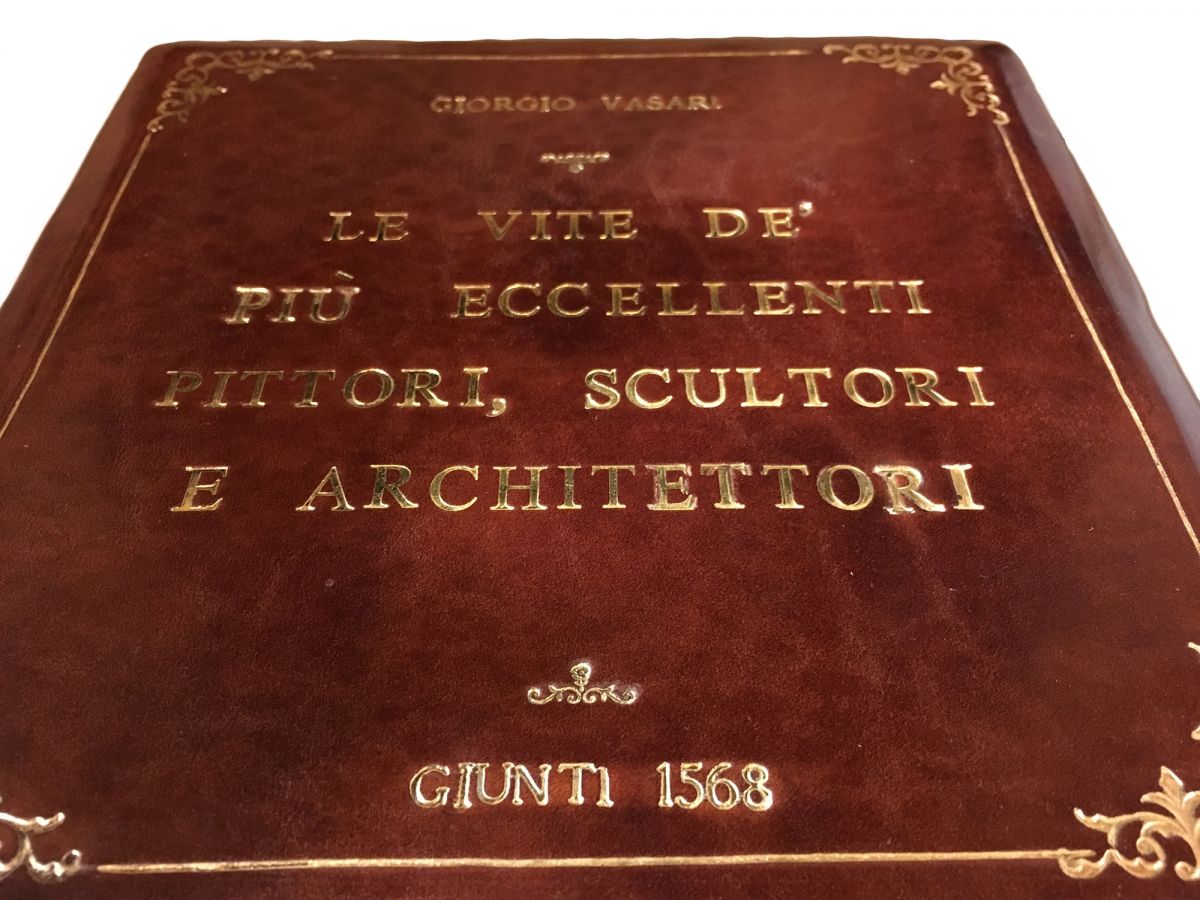 GIORGIO VASARI
LE VITE DE'
PIÙ ECCELLENTI
PITTORI, SCULTORI
E ARCHITETTORI
GIUNTI 1568